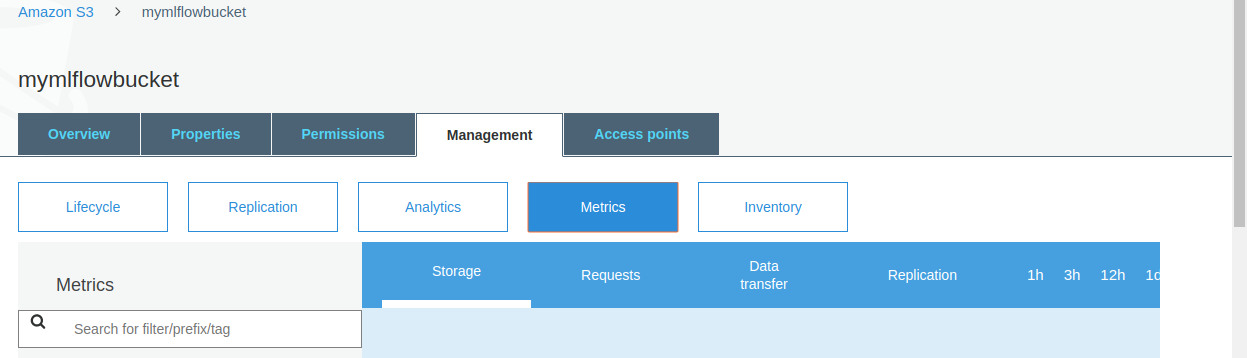 Amazon S3 > mymlflowbucket
mymlflowbucket
Overview Properties Permissions Management Access points
Lifecycle Replication Analytics Metrics Inventory
Metrics
Storage Requests Data transfer Replication 1h 3h 12h
Search for filter/prefix/tag